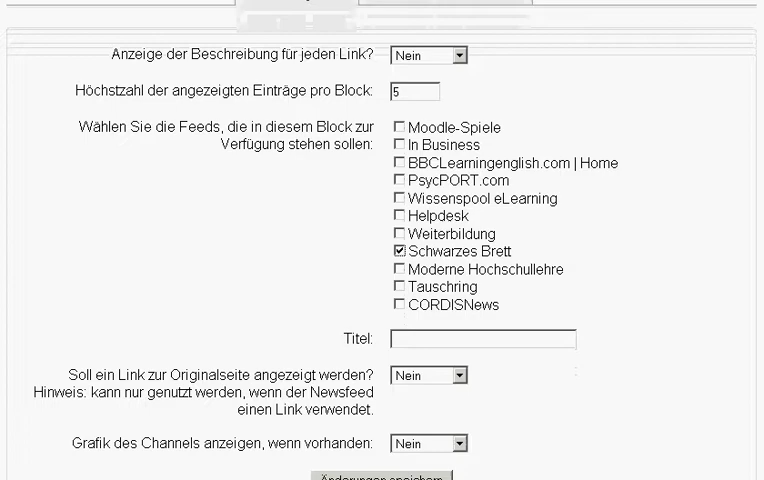 Anzeige der Beschreibung für jeden Link? Nein
Höchstzahl der angezeigten Einträge pro Block: 5
Wählen Sie die Feeds, die in diesem Block zur
Verfügung stehen sollen:
Moodle-Spiele
In Business
BBCLearningenglish.com | Home
PsycPORT.com
Wissenspool eLearning
Helpdesk
Weiterbildung
Schwarzes Brett
Moderne Hochschullehre
Tauschring
CORDISNews
Titel:
Soll ein Link zur Originalseite angezeigt werden? Nein
Hinweis: kann nur genutzt werden, wenn der Newsfeed
einen Link verwendet.
Grafik des Channels anzeigen, wenn vorhanden: Nein
Änderungen speichern